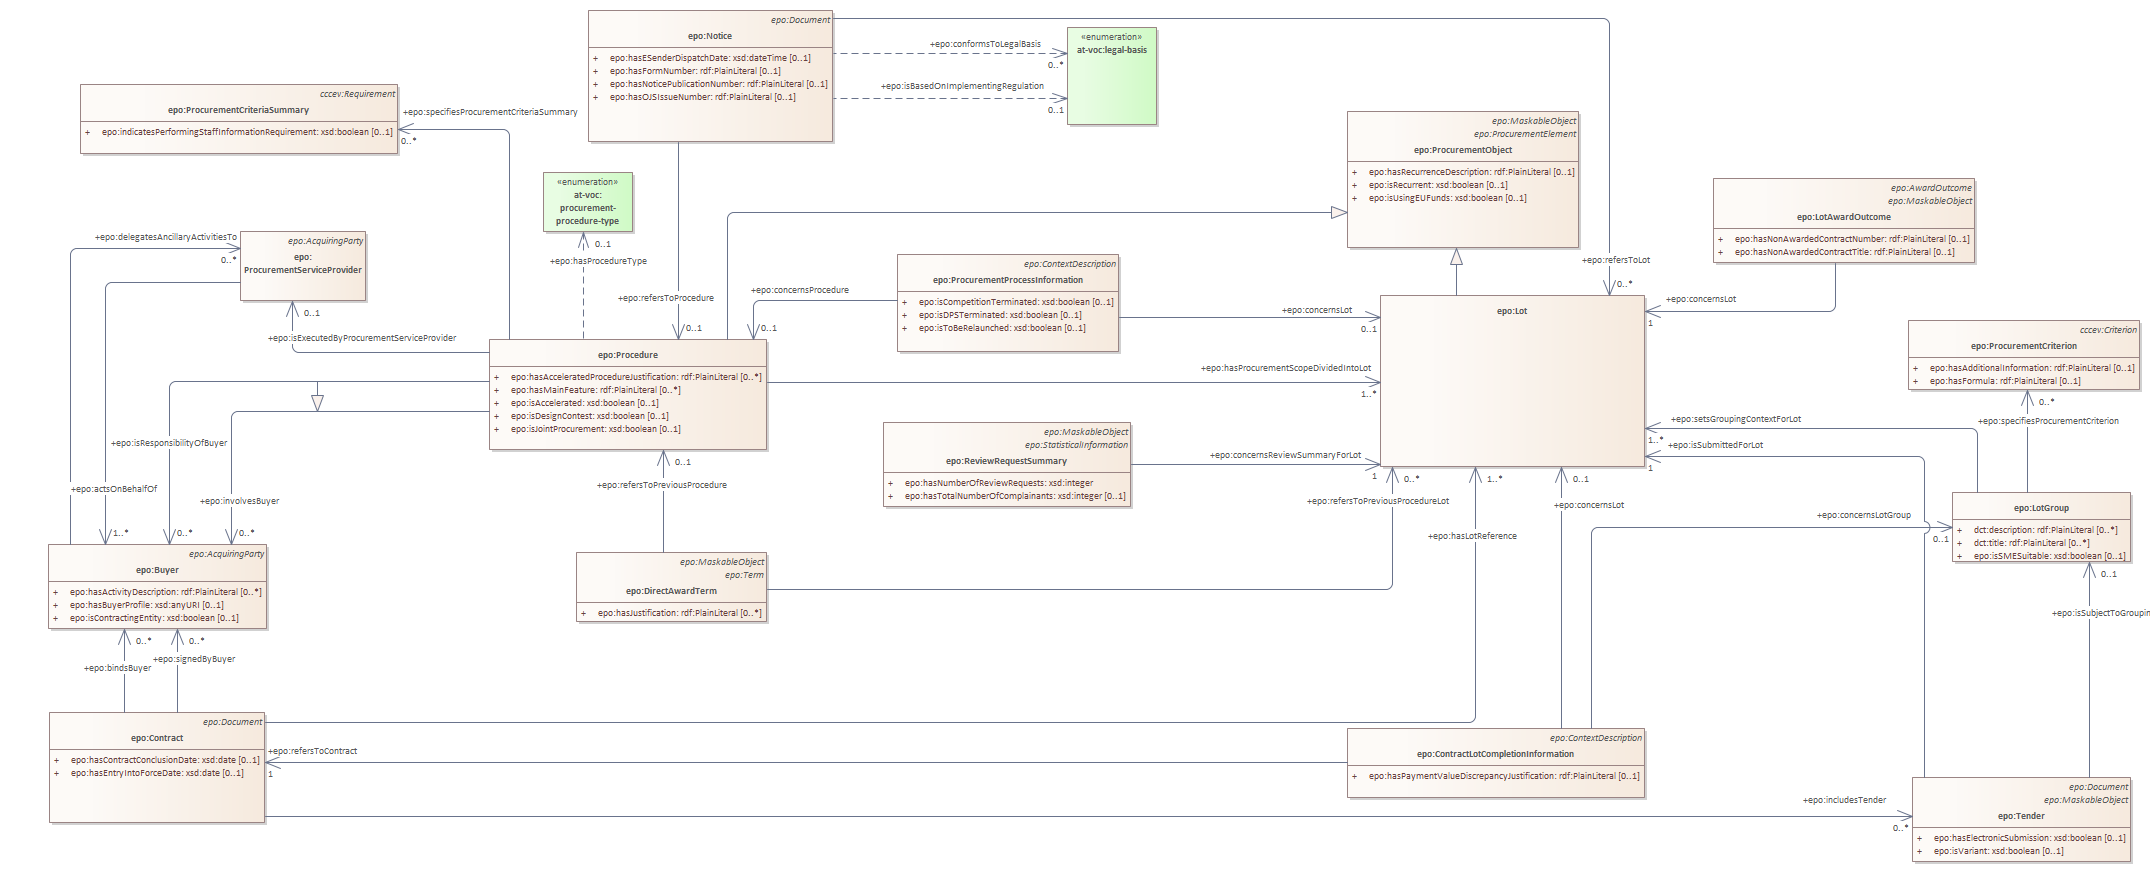 epo:Document
epo:Notice
+ epo:hasESenderDispatchDate: xsd:dateTime [0..1]
+ epo:hasFormNumber: rdf:PlainLiteral [0..1]
+ epo:hasNoticePublicationNumber: rdf:PlainLiteral [0..1]
+ epo:hasOJSIssueNumber: rdf:PlainLiteral [0..1]
+epo:conformsToLegalBasis
0..*
+epo:isBasedOnImplementingRegulation
0..1
«enumeration»
at-voc:legal-basis
cccev:Requirement
epo:ProcurementCriteriaSummary
+ epo:indicatesPerformingStaffInformationRequirement: xsd:boolean [0..1]
+epo:specifiesProcurementCriteriaSummary
0..*
«enumeration»
at-voc:
procurement-
procedure-type
0..1
+epo:hasProcedureType
epo:MaskableObject
epo:ProcurementElement
epo:ProcurementObject
+ epo:hasRecurrenceDescription: rdf:PlainLiteral [0..1]
+ epo:isRecurrent: xsd:boolean [0..1]
+ epo:isUsingEUFunds: xsd:boolean [0..1]
epo:AwardOutcome
epo:MaskableObject
epo:LotAwardOutcome
+ epo:hasNonAwardedContractNumber: rdf:PlainLiteral [0..1]
+ epo:hasNonAwardedContractTitle: rdf:PlainLiteral [0..1]
+epo:delegatesAncillaryActivitiesTo
0..*
epo:AcquiringParty
epo:
ProcurementServiceProvider
0..1
+epo:isExecutedByProcurementServiceProvider
+epo:refersToProcedure
0..1
+epo:concernsProcedure
0..1
epo:ContextDescription
epo:ProcurementProcessInformation
+ epo:isCompetitionTerminated: xsd:boolean [0..1]
+ epo:isDPSTerminated: xsd:boolean [0..1]
+ epo:isToBeRelaunched: xsd:boolean [0..1]
+epo:concernsLot
0..1
+epo:refersToLot
0..*
+epo:concernsLot
1
epo:Lot
cccev:Criterion
epo:ProcurementCriterion
+ epo:hasAdditionalInformation: rdf:PlainLiteral [0..1]
+ epo:hasFormula: rdf:PlainLiteral [0..1]
0..*
+epo:specifiesProcurementCriterion
epo:Procedure
+ epo:hasAcceleratedProcedureJustification: rdf:PlainLiteral [0..*]
+ epo:hasMainFeature: rdf:PlainLiteral [0..*]
+ epo:isAccelerated: xsd:boolean [0..1]
+ epo:isDesignContest: xsd:boolean [0..1]
+ epo:isJointProcurement: xsd:boolean [0..1]
+epo:hasProcurementScopeDividedIntoLot
1..*
+epo:setsGroupingContextForLot
1..*
+epo:isSubmittedForLot
1
+epo:isResponsibilityOfBuyer
0..*
+epo:actsOnBehalfOf
1..*
+epo:involvesBuyer
0..*
0..1
+epo:refersToPreviousProcedure
epo:MaskableObject
epo:StatisticalInformation
epo:ReviewRequestSummary
+ epo:hasNumberOfReviewRequests: xsd:integer
+ epo:hasTotalNumberOfComplainants: xsd:integer [0..1]
+epo:concernsReviewSummaryForLot
1
0..*
+epo:refersToPreviousProcedureLot
1..*
+epo:hasLotReference
0..1
+epo:concernsLot
+epo:concernsLotGroup
0..1
epo:LotGroup
+ dct:description: rdf:PlainLiteral [0..*]
+ dct:title: rdf:PlainLiteral [0..*]
+ epo:isSMESuitable: xsd:boolean [0..1]
0..1
epo:AcquiringParty
epo:Buyer
+ epo:hasActivityDescription: rdf:PlainLiteral [0..*]
+ epo:hasBuyerProfile: xsd:anyURI [0..1]
+ epo:isContractingEntity: xsd:boolean [0..1]
epo:MaskableObject
epo:Term
epo:DirectAwardTerm
+ epo:hasJustification: rdf:PlainLiteral [0..*]
+epo:isSubjectToGroupin
0..*
+epo:bindsBuyer
0..*
+epo:signedByBuyer
epo:Document
epo:Contract
+ epo:hasContractConclusionDate: xsd:date [0..1]
+ epo:hasEntryIntoForceDate: xsd:date [0..1]
+epo:refersToContract
1
epo:ContextDescription
epo:ContractLotCompletionInformation
+ epo:hasPaymentValueDiscrepancyJustification: rdf:PlainLiteral [0..1]
+epo:includesTender
0..*
epo:Document
epo:MaskableObject
epo:Tender
+ epo:hasElectronicSubmission: xsd:boolean [0..1]
+ epo:isVariant: xsd:boolean [0..1]